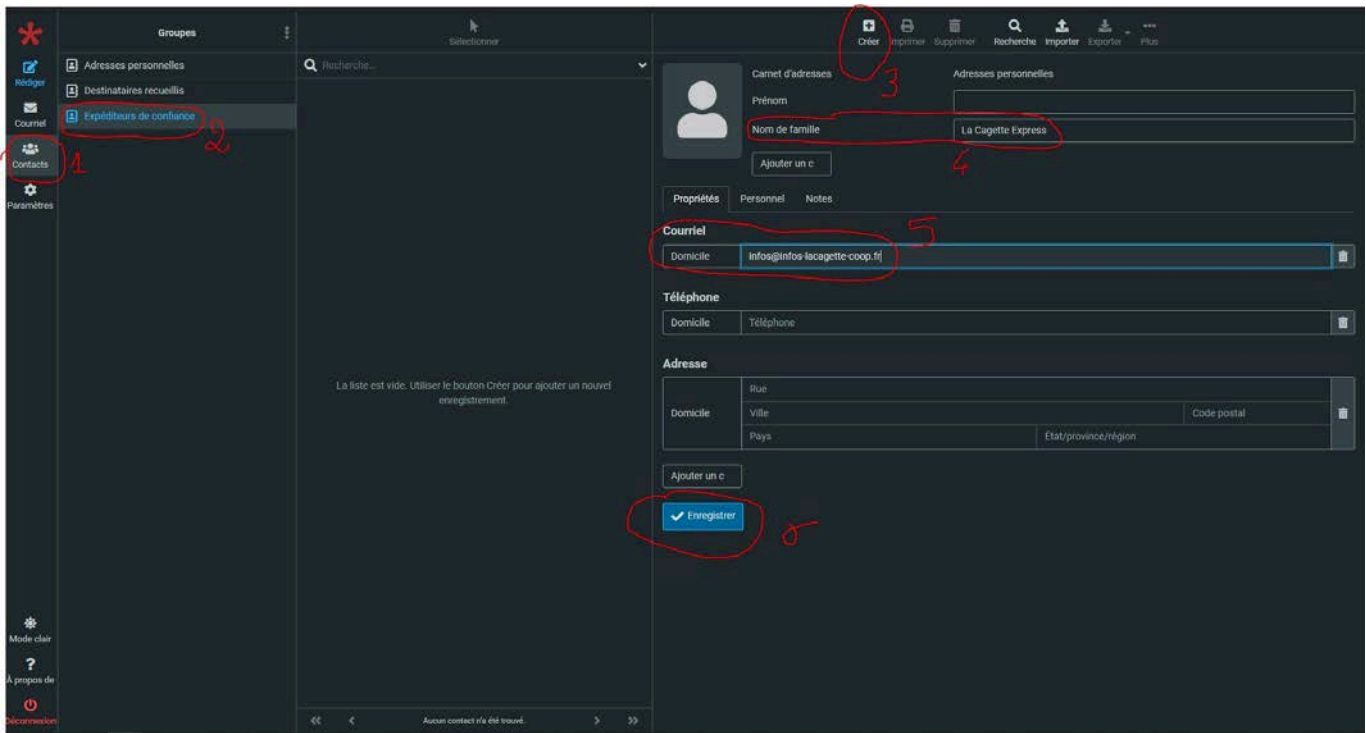 Rédiger
Courriel
Contacts
Paramètres
Mode clair
À propos de
Déconnexion
1
Groupes
Adresses personnelles
Destinataires recueillis
Expéditeurs de confiance
2
Sélectionner
Recherche...
La liste est vide. Utiliser le bouton Créer pour ajouter un nouvel
enregistrement.
Aucun contact n'a été trouvé.
Créer Imprimer Supprimer Recherche Importer Exporter Plus
3
Carnet d'adresses Adresses personnelles
Prénom
Nom de famille La Cagette Express
4
Ajouter un c
Propriétés Personnel Notes
Courriel
5
Domicile infos@infos-lacagette-coop.fr
Téléphone
Domicile Téléphone
Adresse
Rue
Domicile Ville Code postal
Pays État/province/région
Ajouter un c
Enregistrer